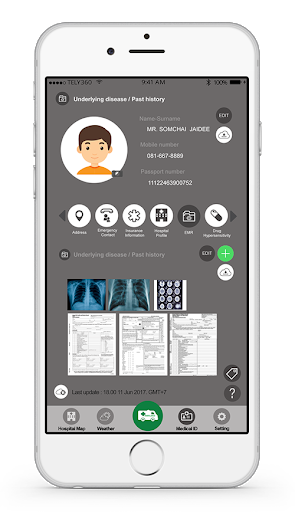 TELY360
9:41 AM
100%
Underlying disease / Past history
Name-Surname
MR. SOMCHAI JAIDEE
EDIT
Mobile number
081-667-8889
Passport number
11122463900752
Address
Emergency Contact
Insurance Information
Hospital Profile
EMR
Drug Hypersensitivity
Underlying disease / Past history
EDIT
Last update : 10.00 11 Jun 2017, GMT+7
?
Hospital Map
Weather
Medical ID
Setting